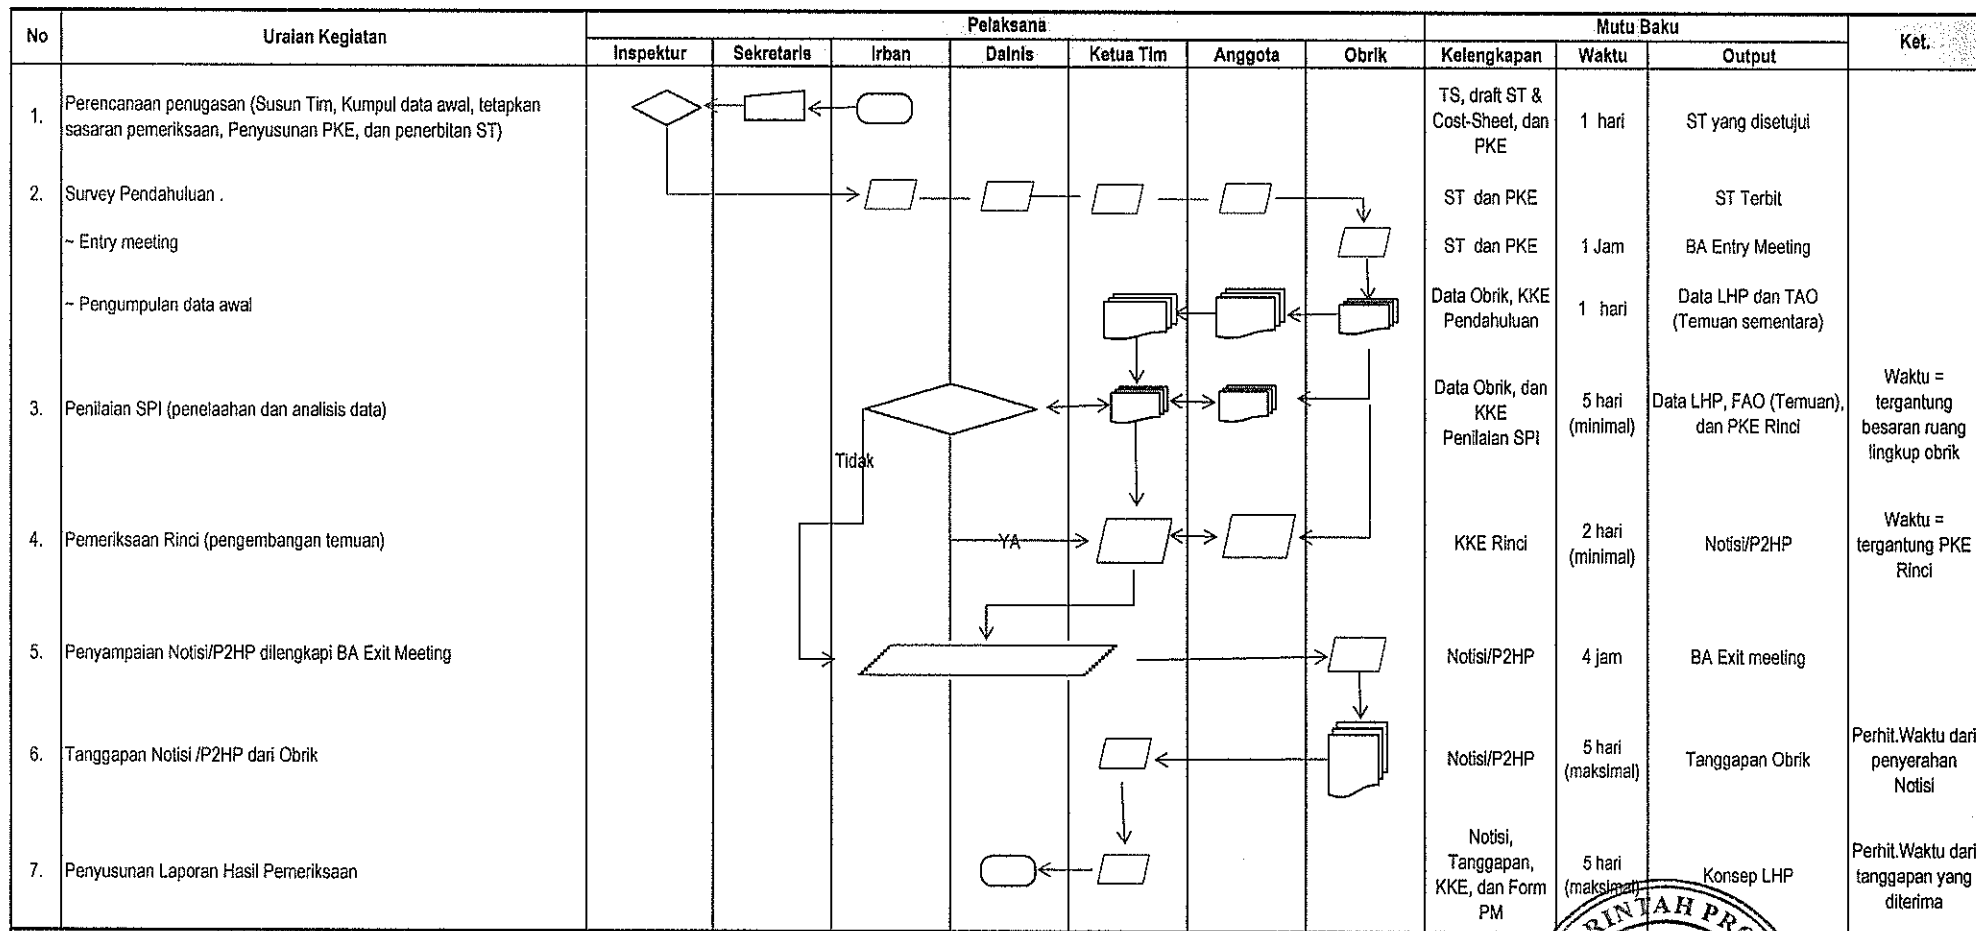 No
Uraian Kegiatan
Pelaksana
Mutu Baku
Ket.
Inspektur
Sekretaris
Irban
Dalnis
Ketua Tim
Anggota
Obrik
Kelengkapan
Waktu
Output
1.
Perencanaan penugasan (Susun Tim, Kumpul data awal, tetapkan
sasaran pemeriksaan, Penyusunan PKE, dan penerbitan ST)
TS, draft ST &
Cost-Sheet, dan
PKE
1 hari
ST yang disetujui
2.
Survey Pendahuluan .
ST dan PKE
ST Terbit
~ Entry meeting
ST dan PKE
1 Jam
BA Entry Meeting
~ Pengumpulan data awal
Data Obrik, KKE
Pendahuluan
1 hari
Data LHP dan TAO
(Temuan sementara)
3.
Penilaian SPI (penelaahan dan analisis data)
Tidak
Data Obrik, dan
KKE
Penilaian SPI
5 hari
(minimal)
Data LHP, FAO (Temuan),
dan PKE Rinci
Waktu =
tergantung
besaran ruang
lingkup obrik
4.
Pemeriksaan Rinci (pengembangan temuan)
YA
KKE Rinci
2 hari
(minimal)
Notisi/P2HP
Waktu =
tergantung PKE
Rinci
5.
Penyampaian Notisi/P2HP dilengkapi BA Exit Meeting
Notisi/P2HP
4 jam
BA Exit meeting
6.
Tanggapan Notisi /P2HP dari Obrik
Notisi/P2HP
5 hari
(maksimal)
Tanggapan Obrik
Perhit.Waktu dari
penyerahan
Notisi
7.
Penyusunan Laporan Hasil Pemeriksaan
Notisi,
Tanggapan,
KKE, dan Form
PM
5 hari
(maksimal)
Konsep LHP
Perhit.Waktu dari
tanggapan yang
diterima